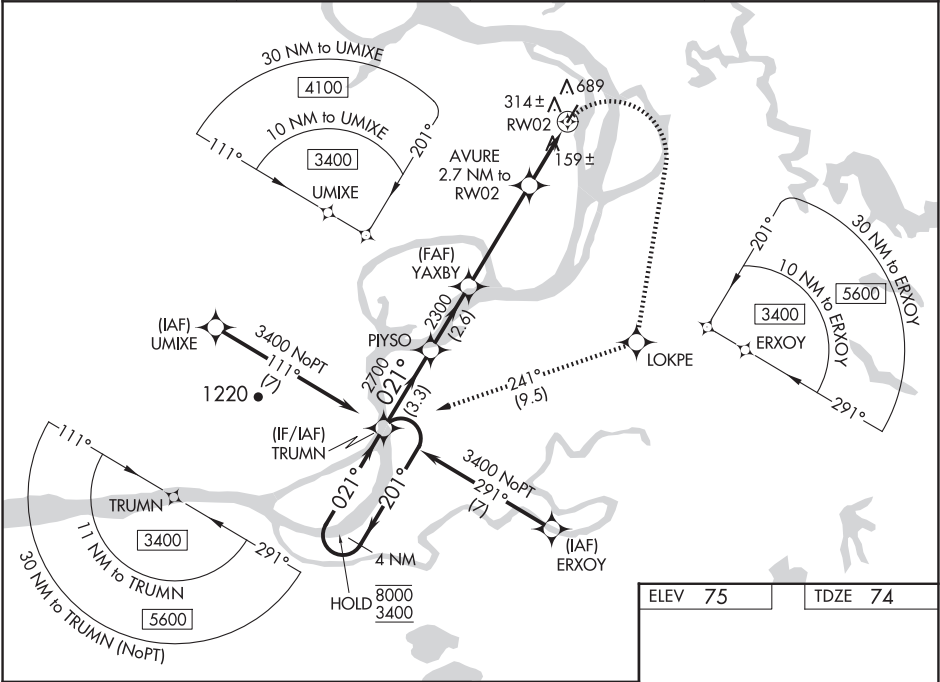 30 NM to UMIXE
4100
10 NM to UMIXE
3400
111°
201°
UMIXE
689
314±
RW02
159±
AVURE
2.7 NM to
RW02
(FAF)
YAXBY
2300
(2.6)
PIYSO
2700
021°
(3.3)
(IAF)
UMIXE
3400 NoPT
111°
(7)
1220
(IF/IAF)
TRUMN
LOKPE
241°
(9.5)
201°
30 NM to ERXOY
5600
10 NM to ERXOY
3400
ERXOY
291°
3400 NoPT
291°
(7)
(IAF)
ERXOY
021°
201°
4 NM
HOLD
8000
3400
111°
TRUMN
3400
11 NM to TRUMN
291°
5600
30 NM to TRUMN (NoPT)
ELEV 75
TDZE 74